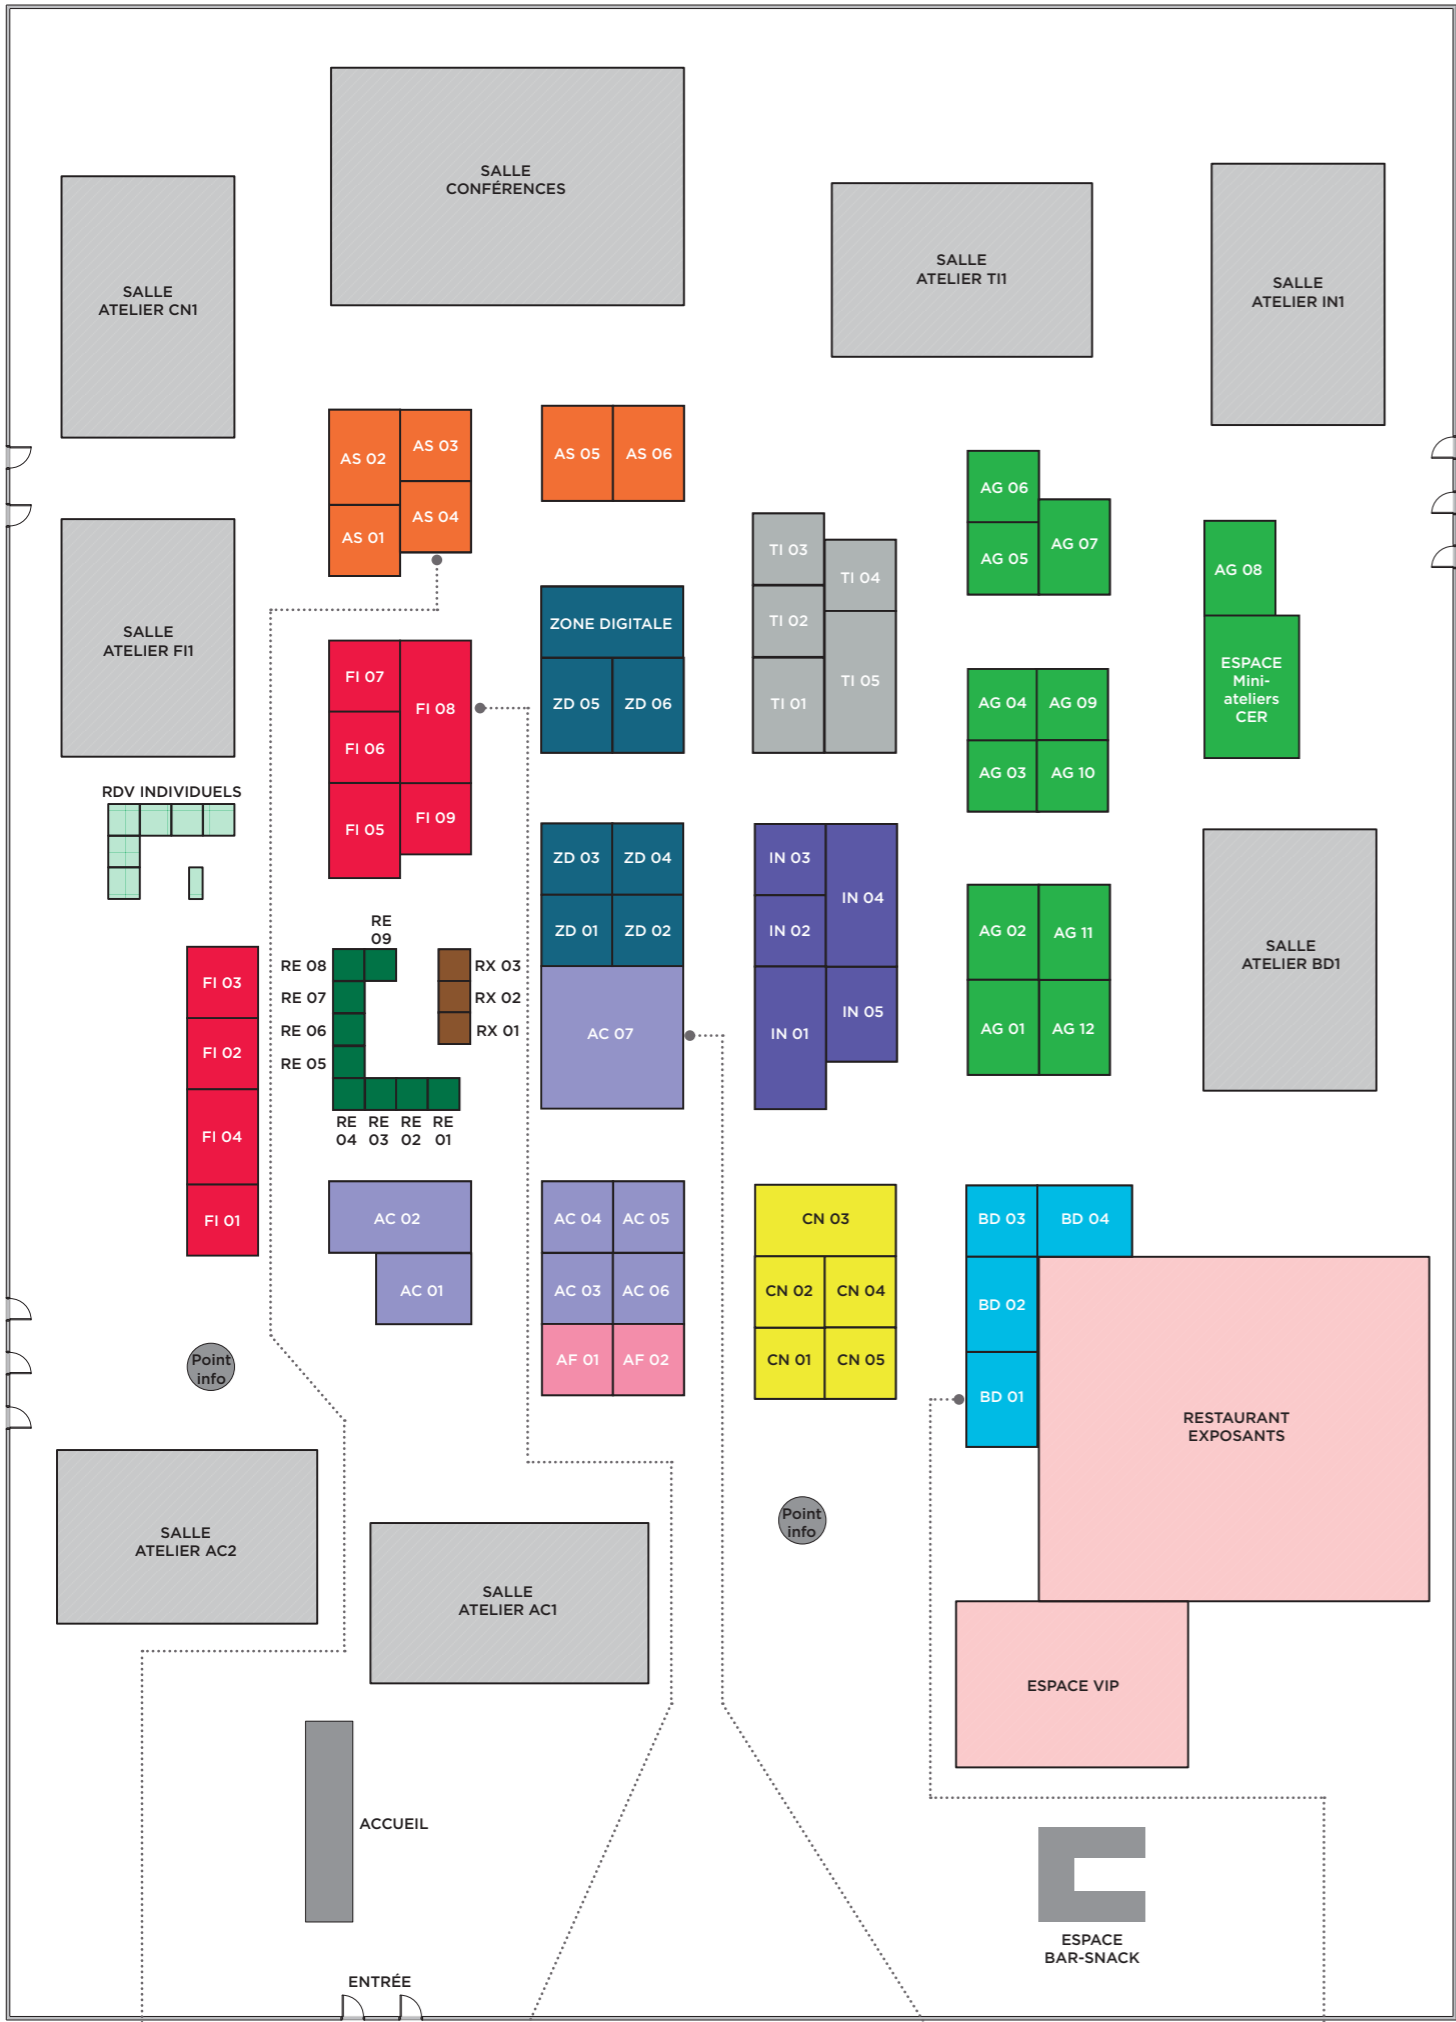 SALLE
CONFÉRENCES
SALLE
ATELIER CN1
SALLE
ATELIER TI1
SALLE
ATELIER IN1
AS 02
AS 03
AS 01
AS 04
AS 05
AS 06
AG 06
AG 05
AG 07
TI 03
TI 04
TI 02
TI 01
TI 05
AG 08
ESPACE
Mini-
ateliers
CER
SALLE
ATELIER FI1
ZONE DIGITALE
ZD 05
ZD 06
FI 07
FI 08
FI 06
FI 05
FI 09
AG 04
AG 09
AG 03
AG 10
RDV INDIVIDUELS
ZD 03
ZD 04
ZD 01
ZD 02
AC 07
IN 03
IN 04
IN 02
IN 01
IN 05
AG 02
AG 11
AG 01
AG 12
SALLE
ATELIER BD1
FI 03
FI 02
FI 04
FI 01
RE
09
RE 08
RE 07
RE 06
RE 05
RE
04
RE
03
RE
02
RE
01
RX 03
RX 02
RX 01
AC 02
AC 01
AC 04
AC 05
AC 03
AC 06
AF 01
AF 02
CN 03
CN 02
CN 04
CN 01
CN 05
BD 03
BD 04
BD 02
BD 01
RESTAURANT
EXPOSANTS
Point
info
Point
info
SALLE
ATELIER AC2
SALLE
ATELIER AC1
ESPACE VIP
ACCUEIL
ESPACE
BAR-SNACK
ENTRÉE